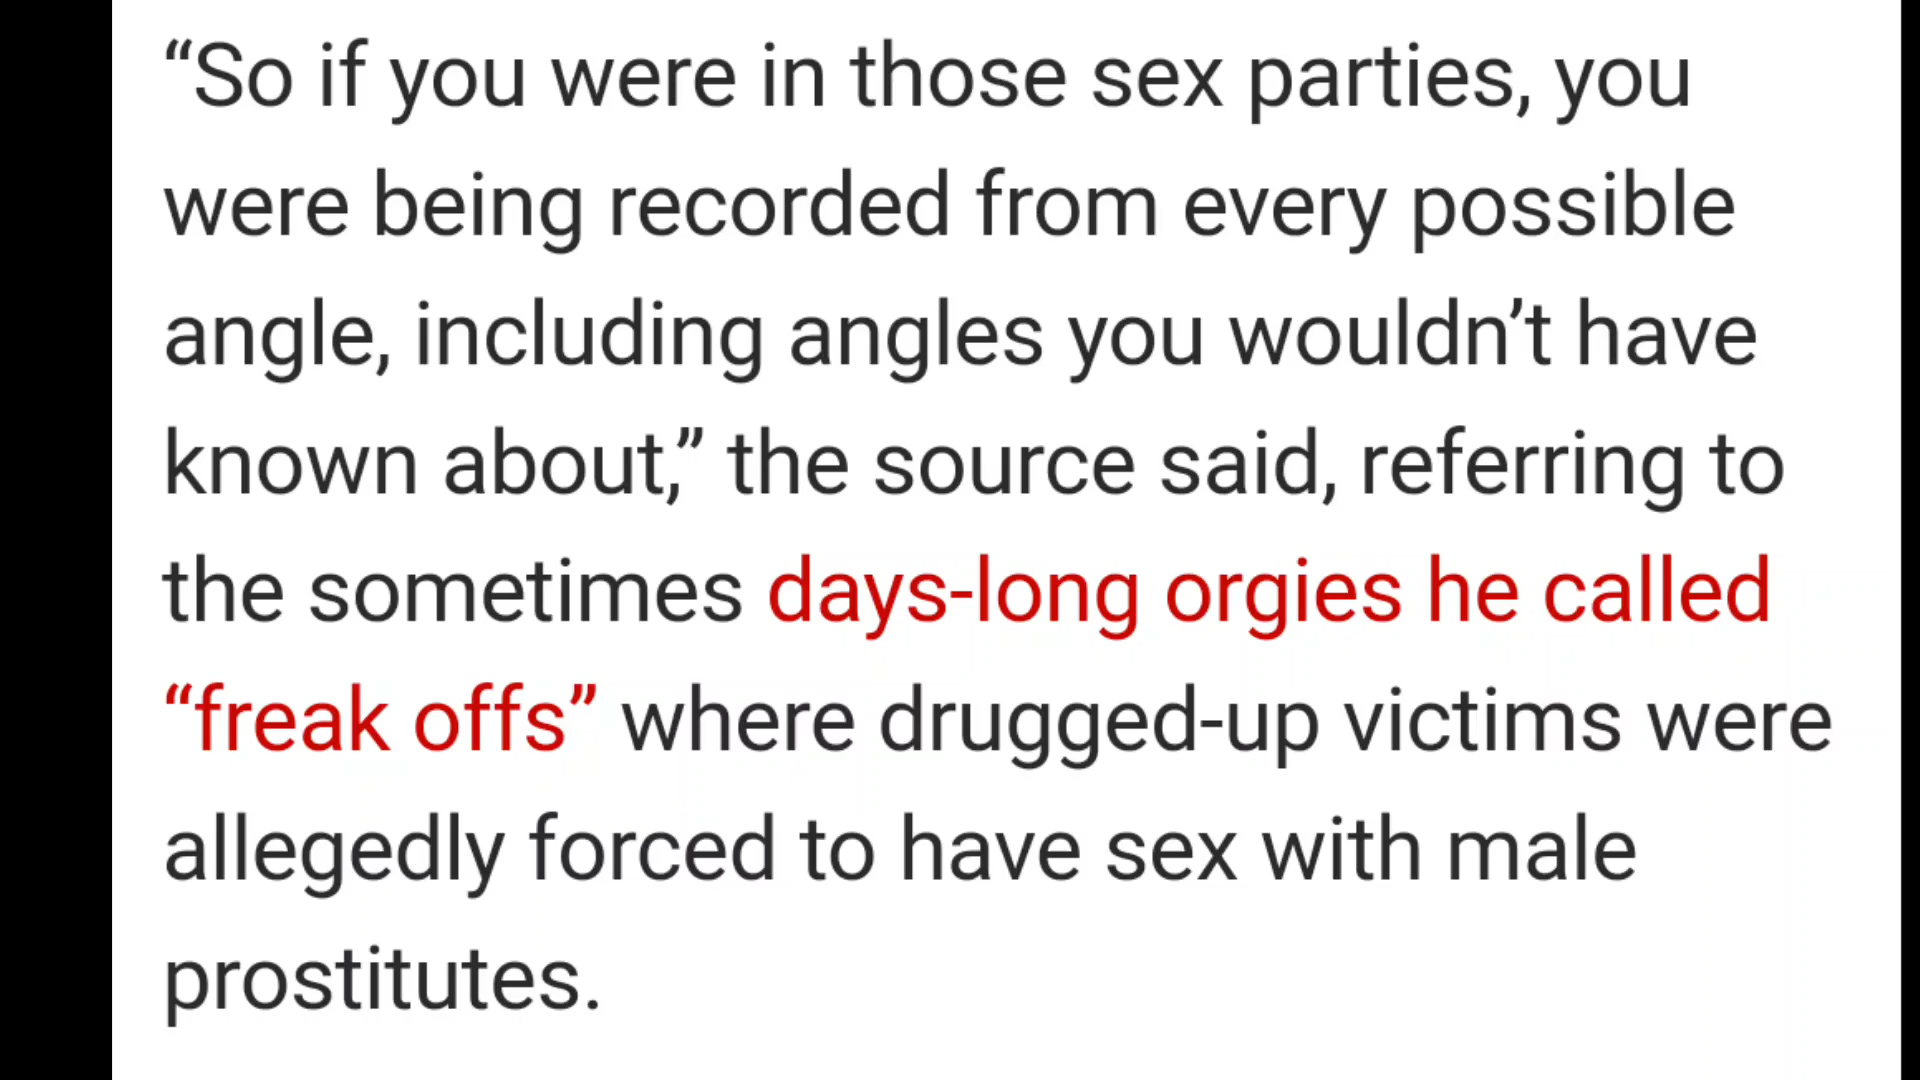 “So if you were in those sex parties, you
were being recorded from every possible
angle, including angles you wouldn’t have
known about,” the source said, referring to
the sometimes days-long orgies he called
“freak offs” where drugged-up victims were
allegedly forced to have sex with male
prostitutes.